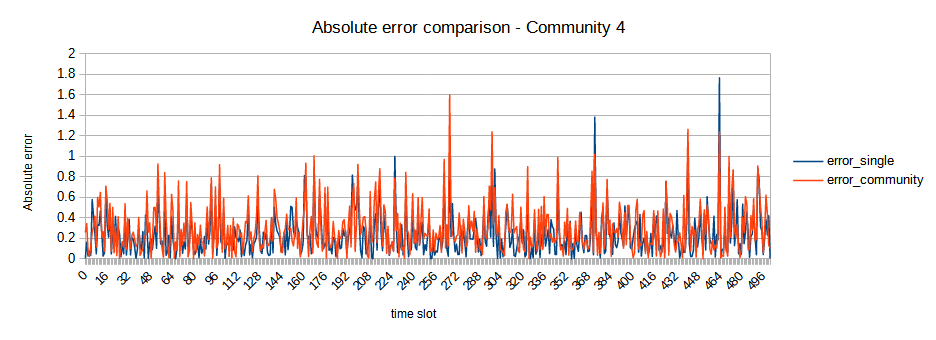 Absolute error comparison - Community 4
2
1.8
1.6
1.4
1.2
1
0.8
0.6
0.4
0.2
0
Absolute error
error_single
error_community
0 16 32 48 64 80 96 112 128 144 160 176 192 208 224 240 256 272 288 304 320 336 352 368 384 400 416 432 448 464 480 496
time slot